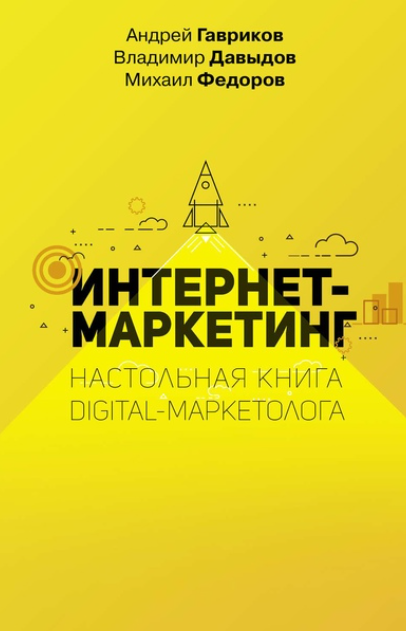 Андрей Гавриков
Владимир Давыдов
Михаил Федоров
ИНТЕРНЕТ-
МАРКЕТИНГ
НАСТОЛЬНАЯ КНИГА
DIGITAL-МАРКЕТОЛОГА